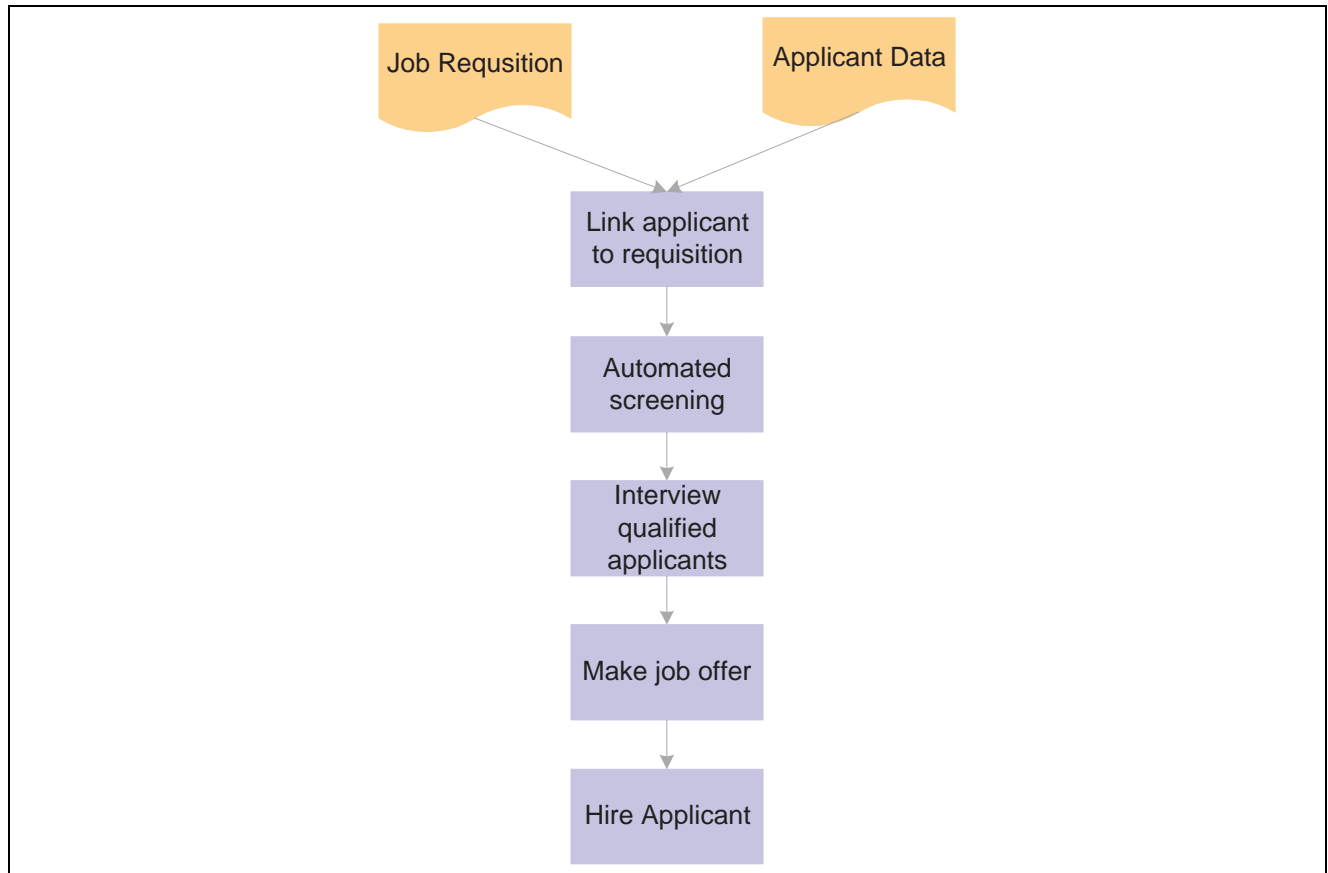 Job Requsition
Applicant Data
Link applicant
to requisition
Automated
screening
Interview
qualified
applicants
Make job offer
Hire Applicant